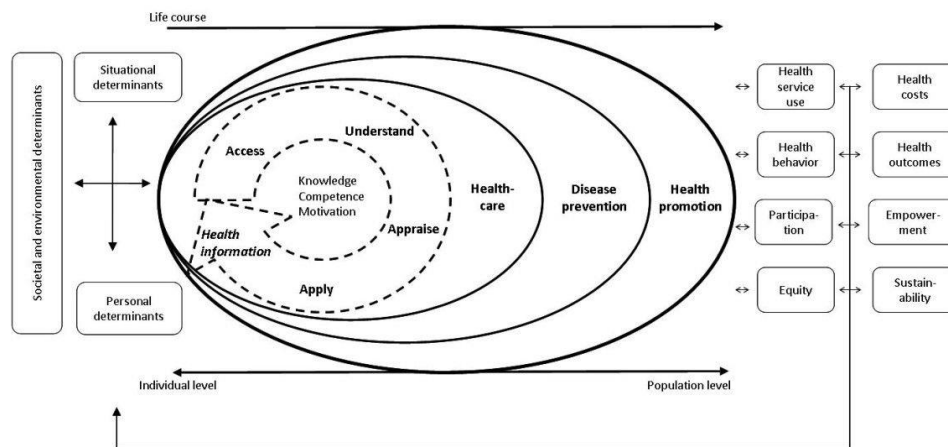 Life course
Societal and environmental determinants
Situational
determinants
Personal
determinants
Access
Understand
Knowledge
Competence
Motivation
Health
information
Appraise
Apply
Health-
care
Disease
prevention
Health
promotion
Individual level
Population level
Health
service
use
Health
costs
Health
behavior
Health
outcomes
Participa-
tion
Empower-
ment
Equity
Sustain-
ability